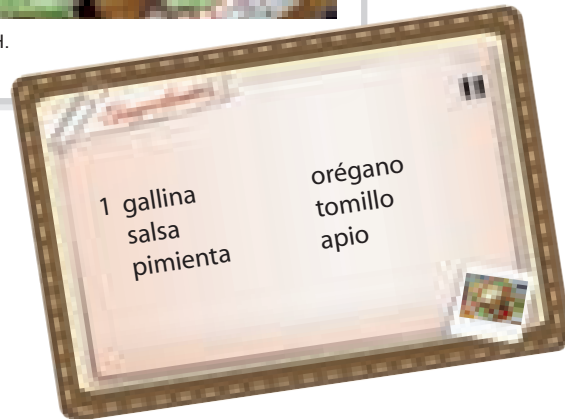 H.
1 gallina
salsa
pimienta
orégano
tomillo
apio